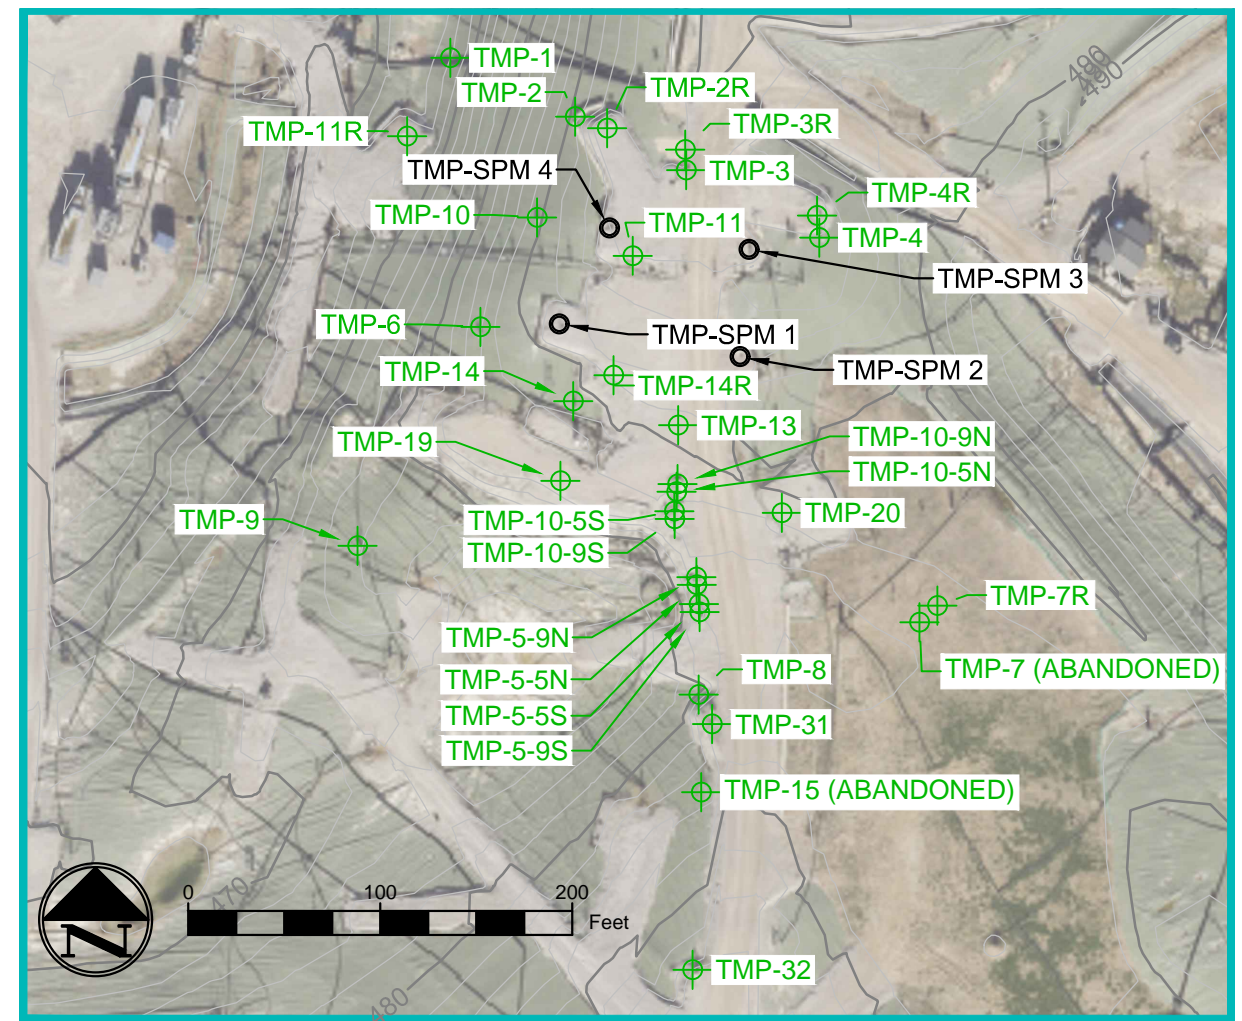 TMP-1
486
490
TMP-2
TMP-2R
TMP-11R
TMP-3R
TMP-SPM 4
TMP-3
TMP-4R
TMP-10
TMP-11
TMP-4
TMP-SPM 3
TMP-6
TMP-SPM 1
TMP-14
TMP-14R
TMP-SPM 2
TMP-13
TMP-19
TMP-10-9N
TMP-10-5N
TMP-9
TMP-10-5S
TMP-20
TMP-10-9S
TMP-7R
TMP-5-9N
TMP-8
TMP-7 (ABANDONED)
TMP-5-5N
TMP-5-5S
TMP-31
TMP-5-9S
TMP-15 (ABANDONED)
470
0 100 200
Feet
N
TMP-32
480